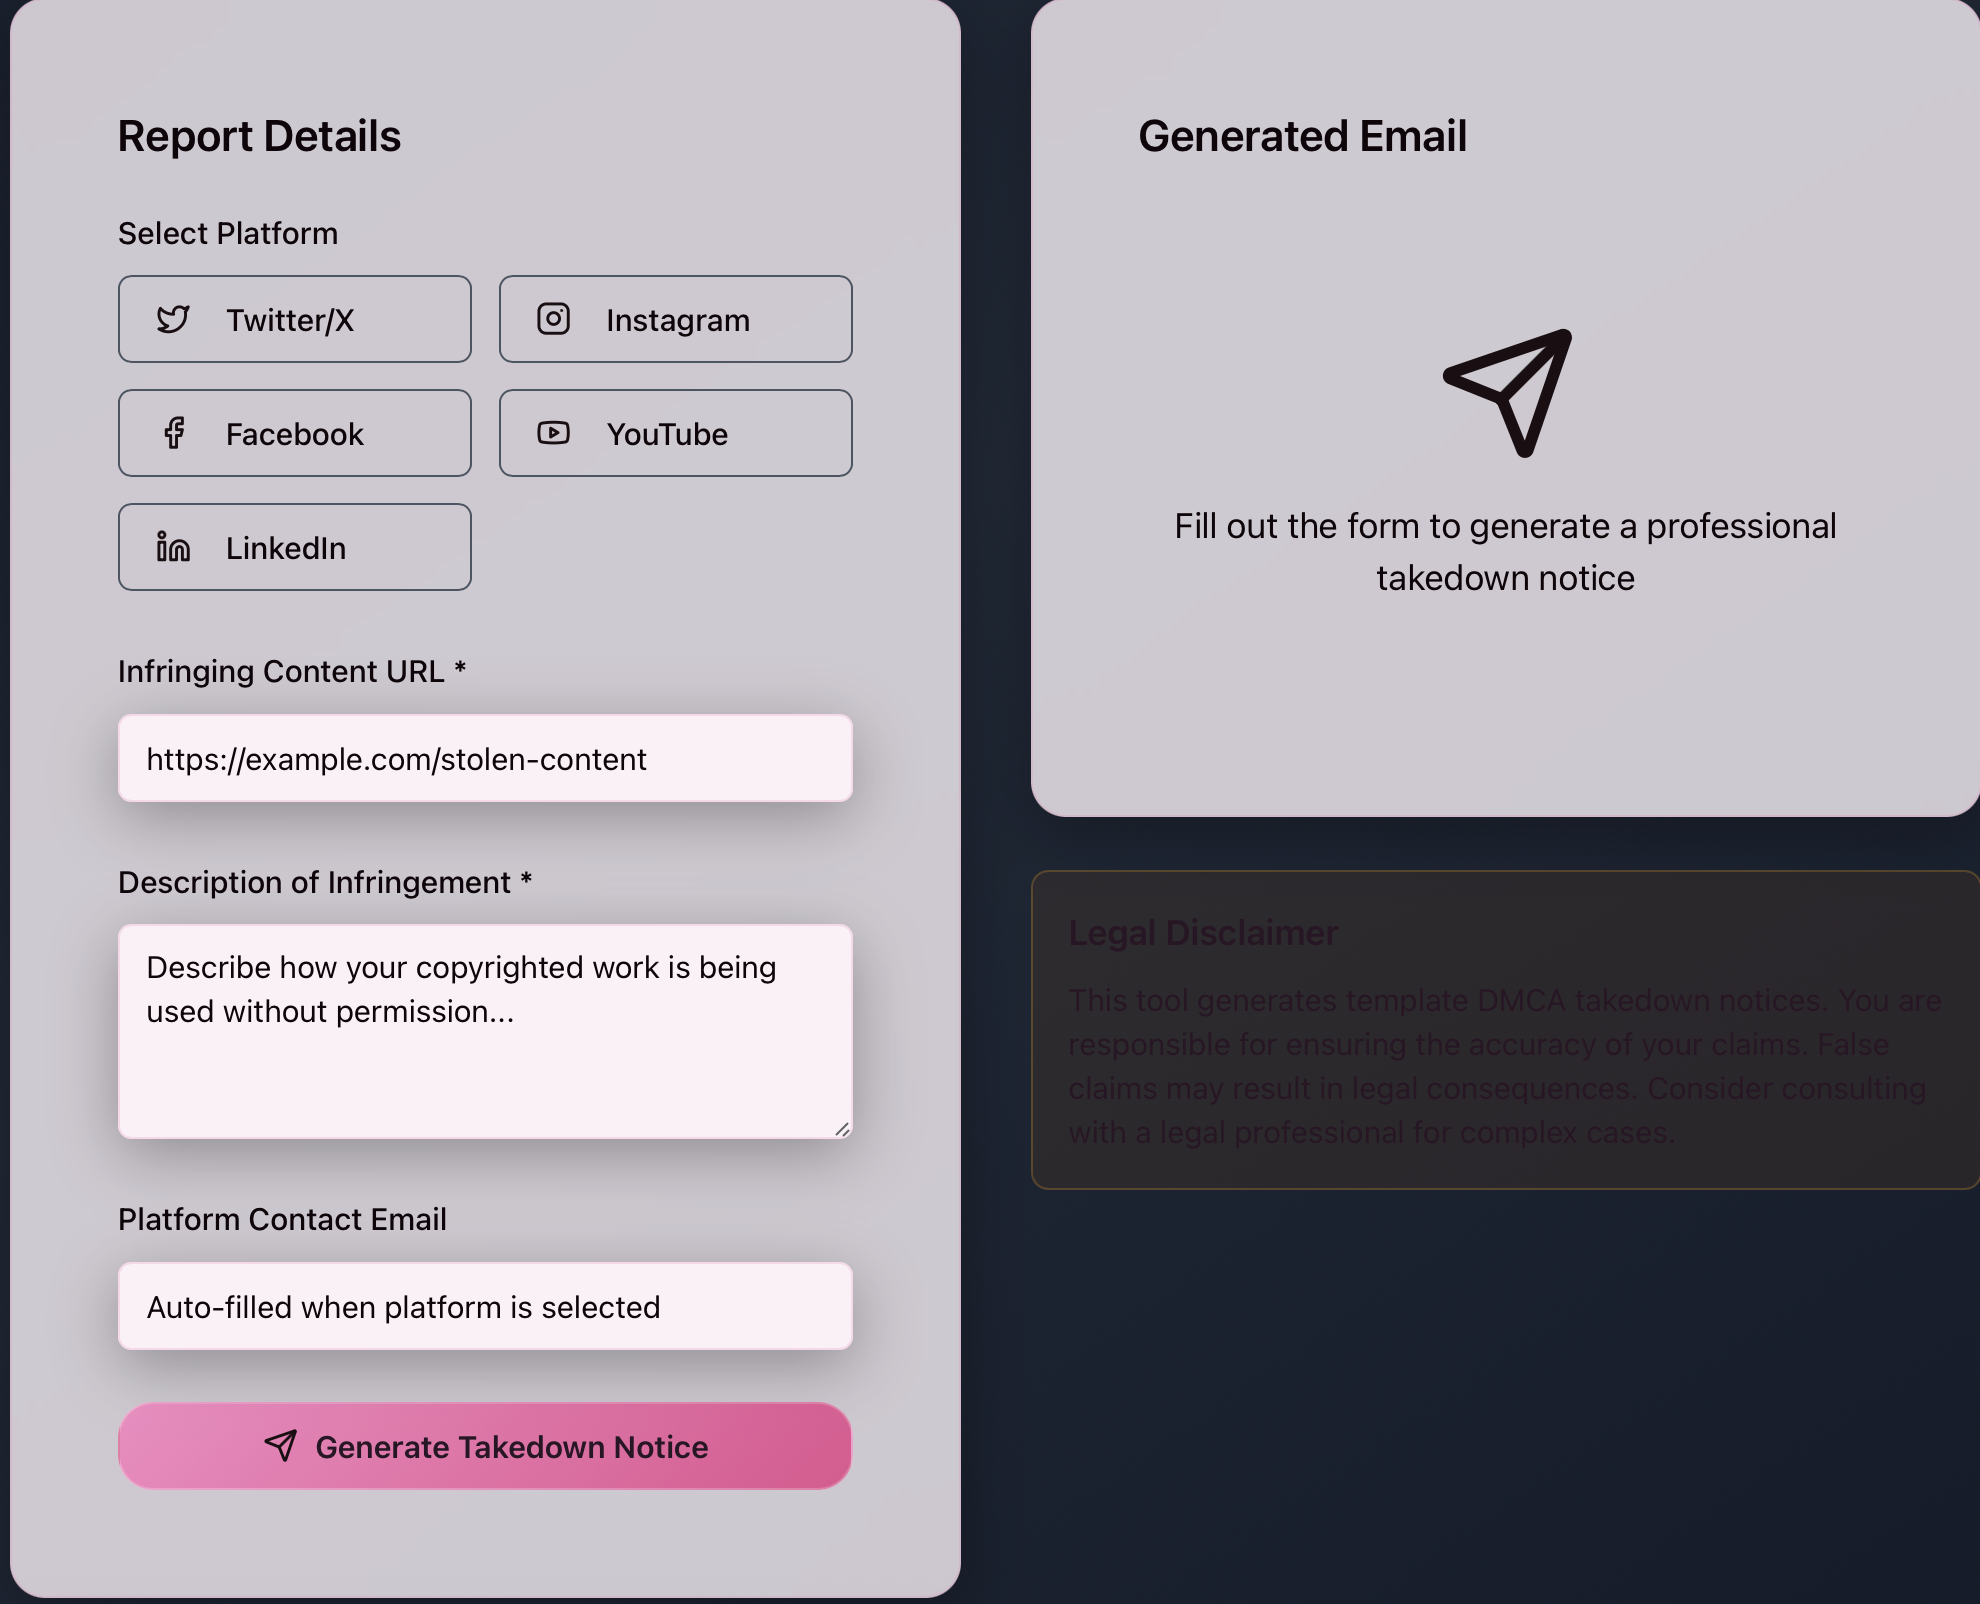 Report Details
Select Platform
Twitter/X
Instagram
Facebook
YouTube
LinkedIn
Infringing Content URL *
https://example.com/stolen-content
Description of Infringement *
Describe how your copyrighted work is being
used without permission...
Platform Contact Email
Auto-filled when platform is selected
Generate Takedown Notice
Generated Email
Fill out the form to generate a professional
takedown notice
Legal Disclaimer
This tool generates template DMCA takedown notices. You are
responsible for ensuring the accuracy of your claims. False
claims may result in legal consequences. Consider consulting
with a legal professional for complex cases.